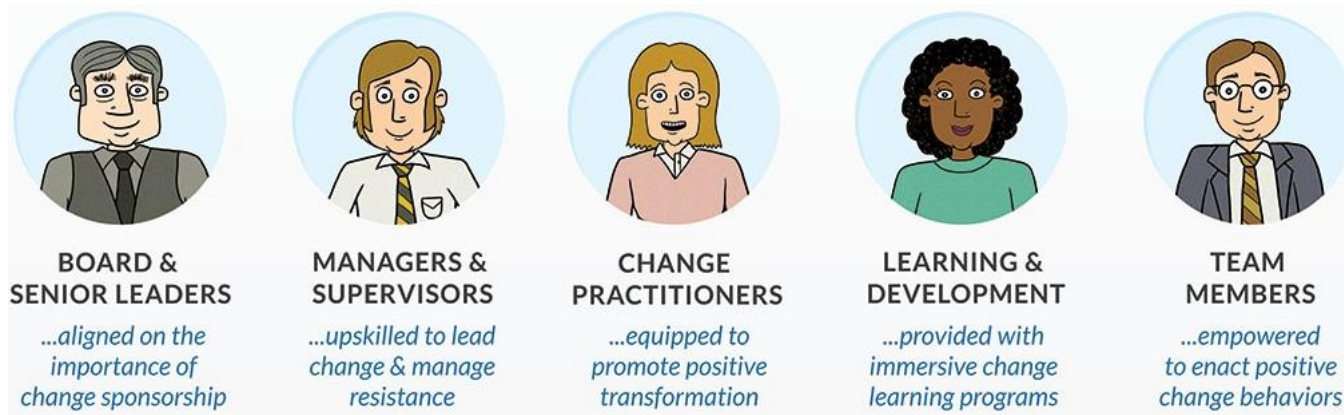 BOARD &
SENIOR LEADERS
...aligned on the
importance of
change sponsorship
MANAGERS &
SUPERVISORS
...upskilled to lead
change & manage
resistance
CHANGE
PRACTITIONERS
...equipped to
promote positive
transformation
LEARNING &
DEVELOPMENT
...provided with
immersive change
learning programs
TEAM
MEMBERS
...empowered
to enact positive
change behaviors